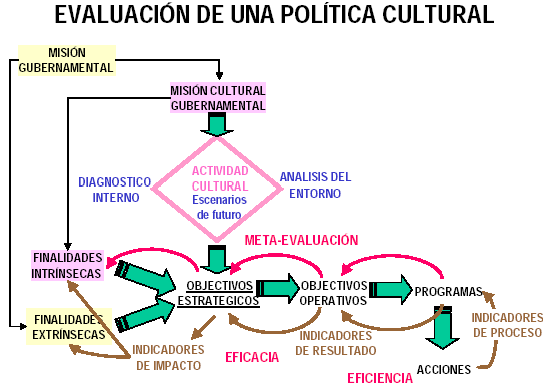 EVALUACIÓN DE UNA POLÍTICA CULTURAL
MISIÓN
GUBERNAMENTAL
MISIÓN CULTURAL
GUBERNAMENTAL
DIAGNOSTICO
INTERNO
ACTIVIDAD
CULTURAL
Escenarios
de futuro
ANALISIS DEL
ENTORNO
META-EVALUACIÓN
FINALIDADES
INTRÍNSECAS
OBJECTIVOS
ESTRATEGICOS
OBJECTIVOS
OPERATIVOS
PROGRAMAS
FINALIDADES
EXTRÍNSECAS
INDICADORES
DE IMPACTO
EFICACIA
INDICADORES
DE RESULTADO
INDICADORES
DE PROCESO
ACCIONES
EFICIENCIA